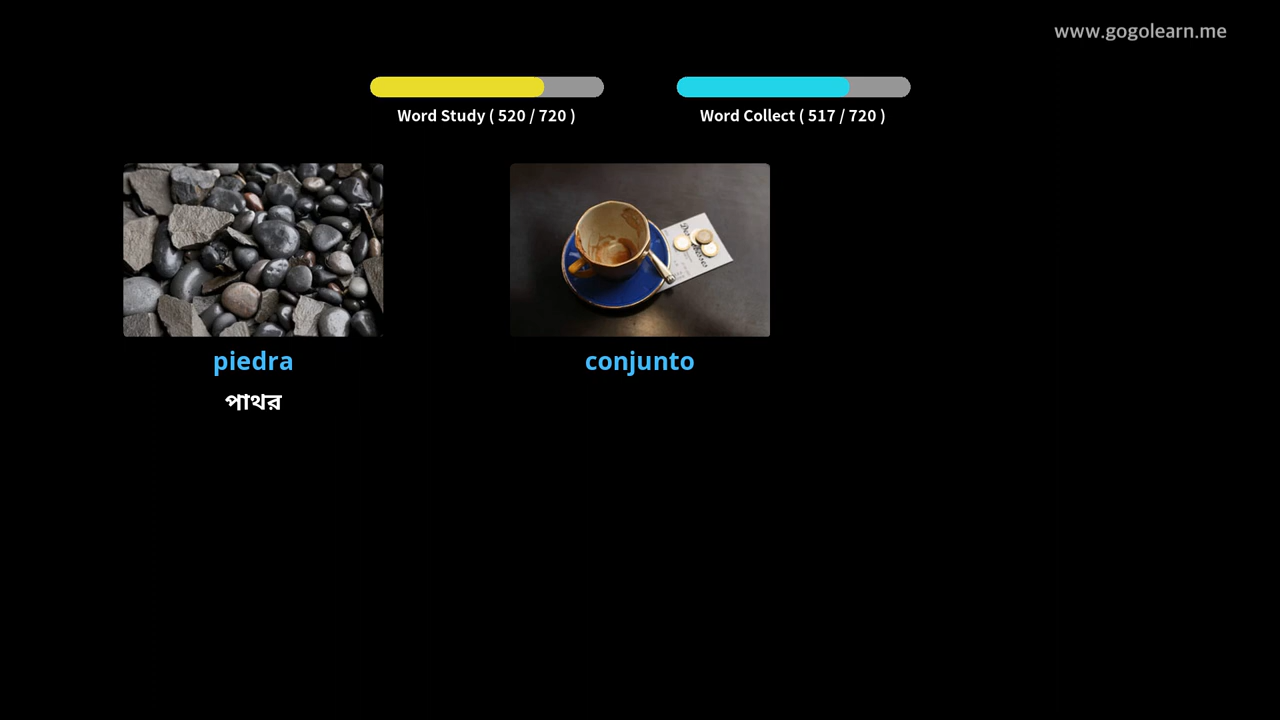 www.gogolearn.me
Word Study ( 520 / 720 )
Word Collect ( 517 / 720 )
piedra
conjunto
পাথর